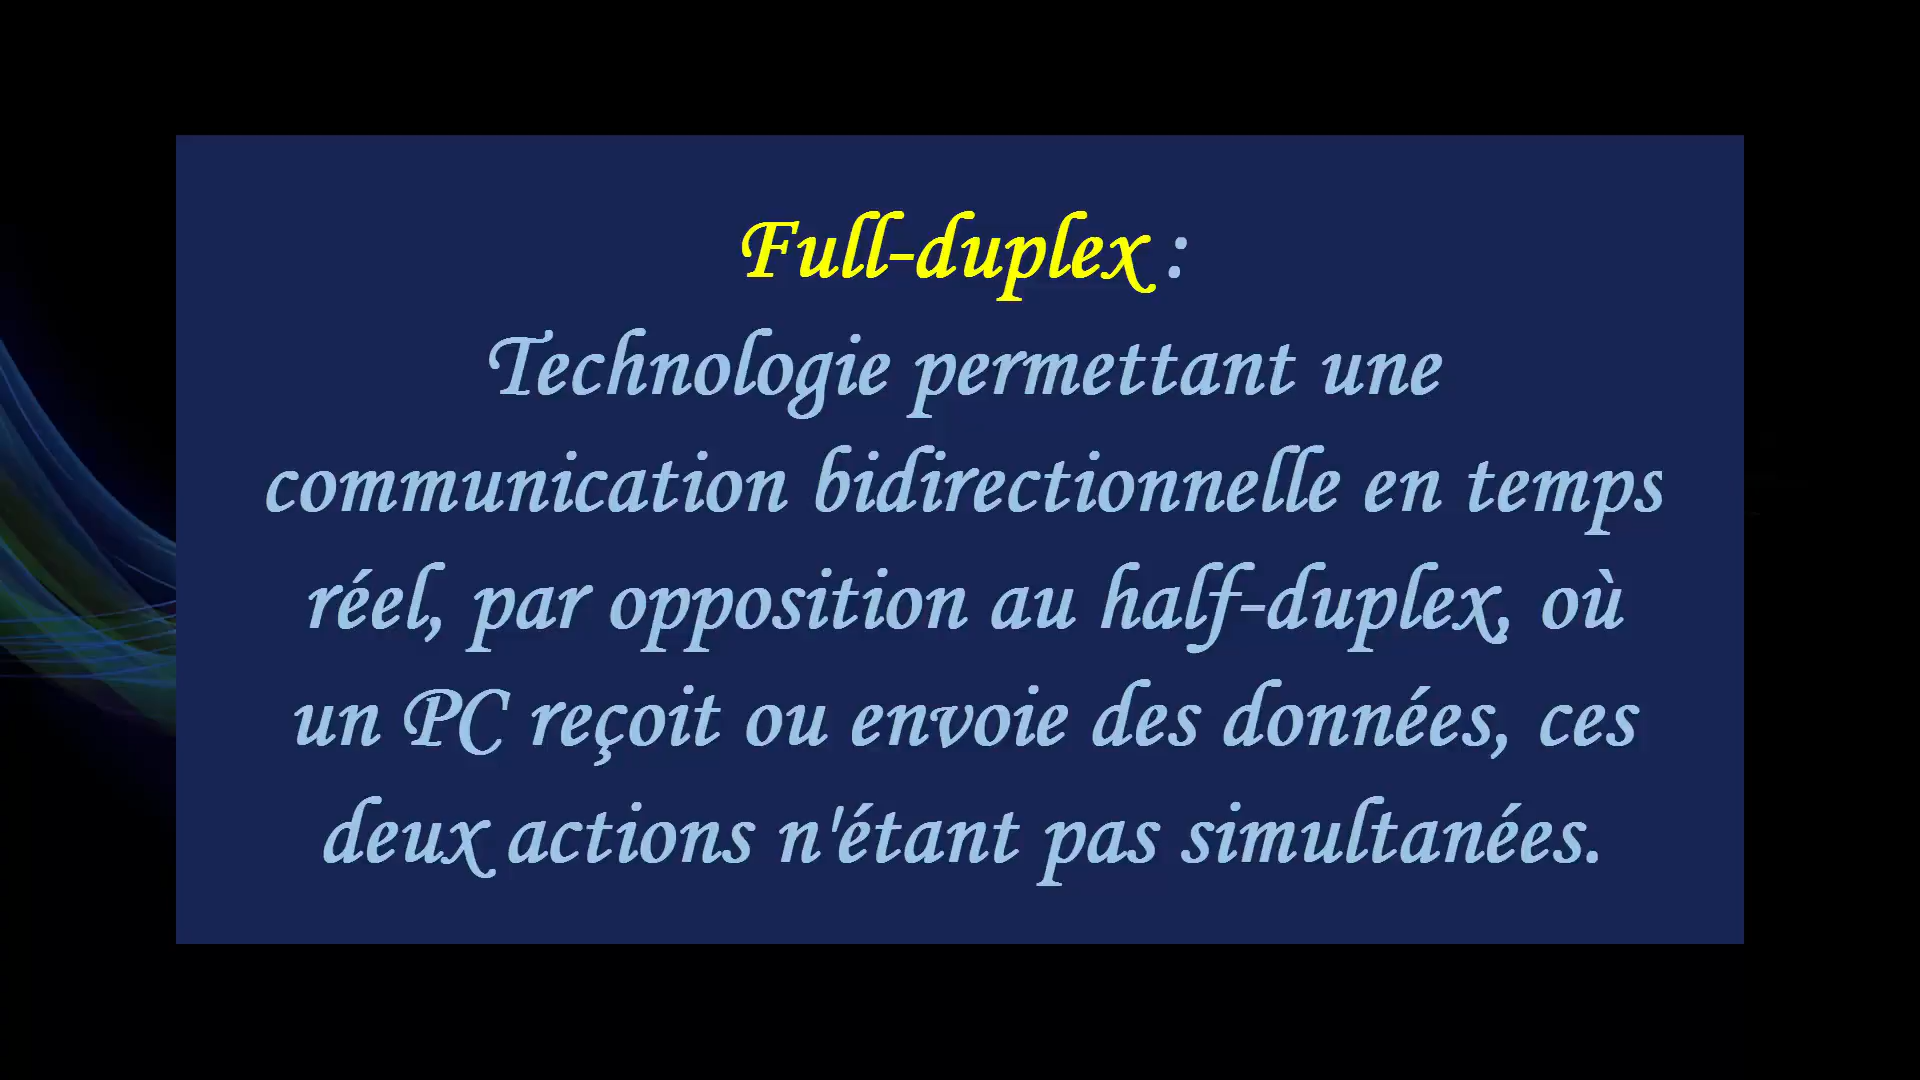 Full-duplex :
Technologie permettant une
communication bidirectionnelle en temps
réel, par opposition au half-duplex, où
un PC reçoit ou envoie des données, ces
deux actions n'étant pas simultanées.